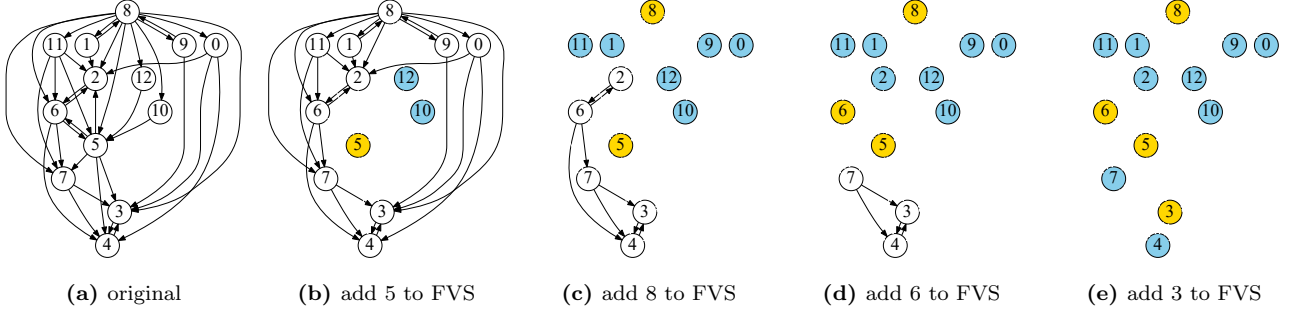 8 8 8 8 8
11 1 9 0 11 1 9 0 11 1 9 0 11 1 9 0 11 1 9 0
2 12 2 12 2 12 2 12 2 12
6 10 6 10 6 10 6 10 6 10
5 5 5 5 5
7 7 7 7 7
3 3 3 3 3
4 4 4 4 4
(a) original (b) add 5 to FVS (c) add 8 to FVS (d) add 6 to FVS (e) add 3 to FVS